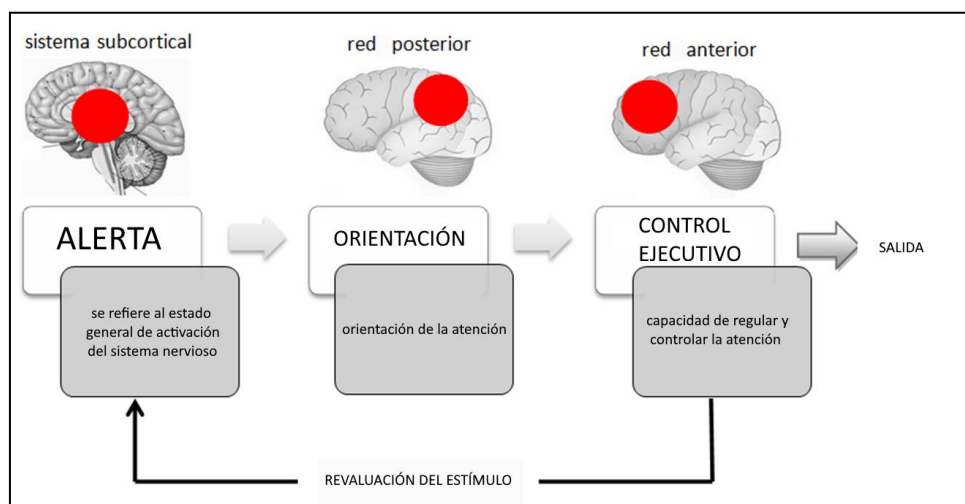 sistema subcortical
red posterior
red anterior
ALERTA
ORIENTACIÓN
CONTROL
EJECUTIVO
SALIDA
se refiere al estado
general de activación
del sistema nervioso
orientación de la atención
capacidad de regular y
controlar la atención
REVALUACIÓN DEL ESTÍMULO